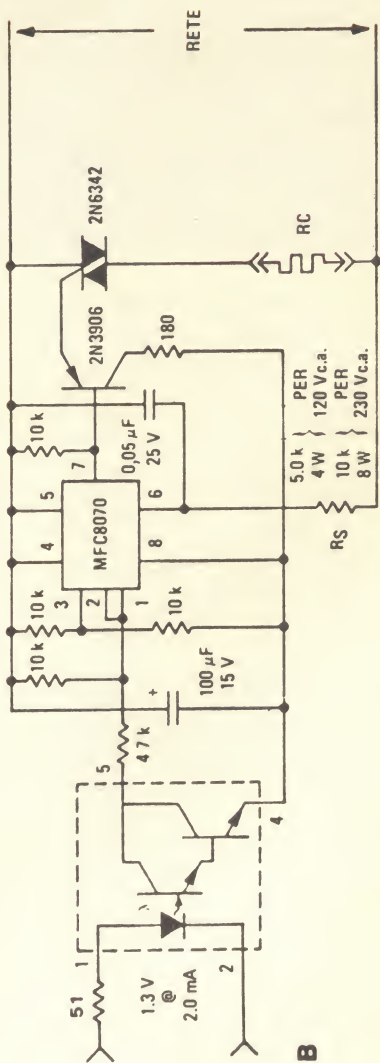 51
1
1.3 V
@
2.0 mA
2
B
5
4
4 7 k
+
100 µF
15 V
10 k
10 k
10 k
3
2
1
4
5
MFC8070
8
6
7
10 k
0,05 µF
25 V
2N3906
2N6342
180
RC
RS
5.0 k } PER
4 W } 120 Vc.a.
10 k } PER
8 W } 230 Vc.a.
RETE